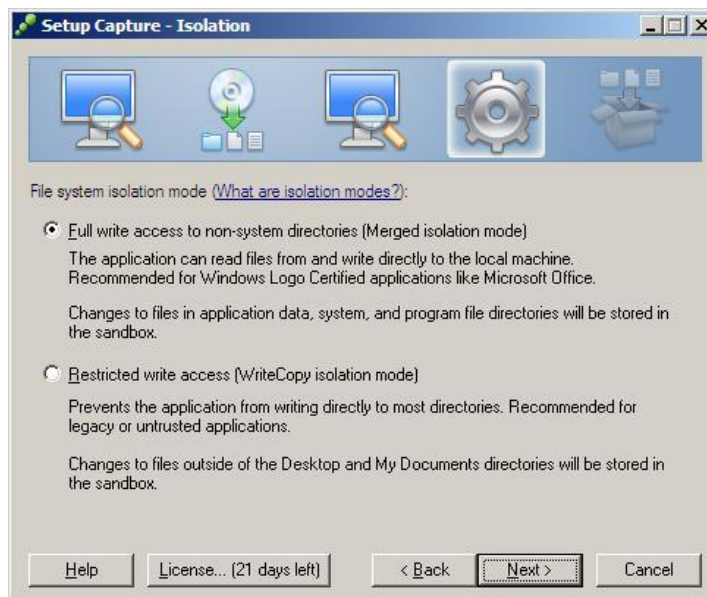 Setup Capture - Isolation
File system isolation mode (What are isolation modes?):
Full write access to non-system directories (Merged isolation mode)
The application can read files from and write directly to the local machine.
Recommended for Windows Logo Certified applications like Microsoft Office.
Changes to files in application data, system, and program file directories will be stored in
the sandbox.
Restricted write access (WriteCopy isolation mode)
Prevents the application from writing directly to most directories. Recommended for
legacy or untrusted applications.
Changes to files outside of the Desktop and My Documents directories will be stored in
the sandbox.
Help License... (21 days left) < Back Next > Cancel